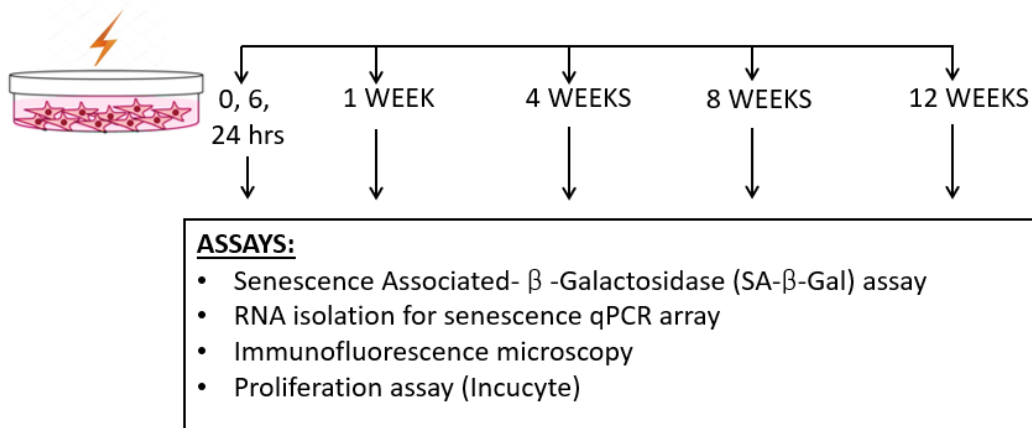 0, 6,
24 hrs
1 WEEK
4 WEEKS
8 WEEKS
12 WEEKS
ASSAYS:
• Senescence Associated- β -Galactosidase (SA-β-Gal) assay
• RNA isolation for senescence qPCR array
• Immunofluorescence microscopy
• Proliferation assay (Incucyte)